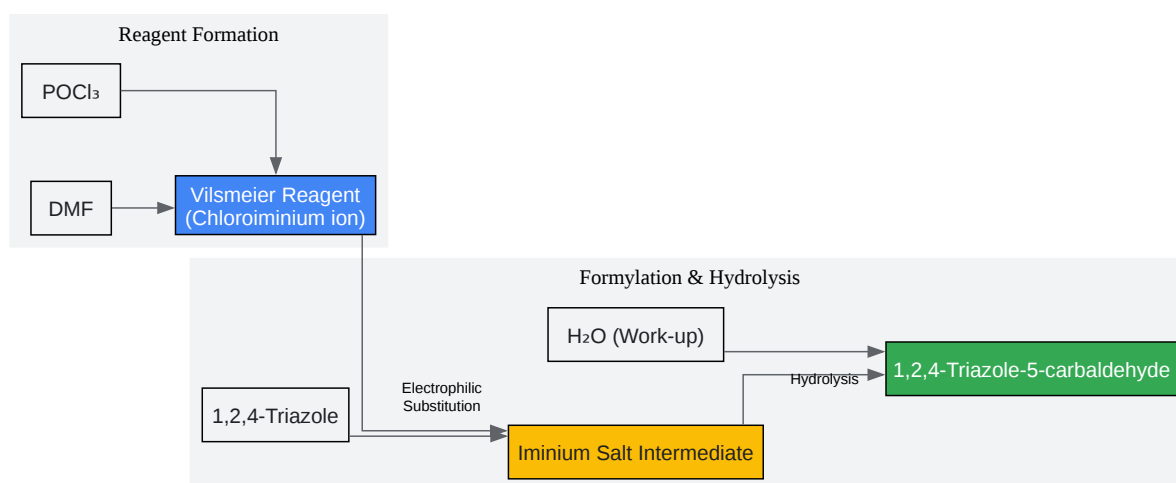 Reagent Formation
POCl₃
DMF
Vilsmeier Reagent
(Chloroiminium ion)
Formylation & Hydrolysis
H₂O (Work-up)
1,2,4-Triazole-5-carbaldehyde
Hydrolysis
1,2,4-Triazole
Electrophilic
Substitution
Iminium Salt Intermediate